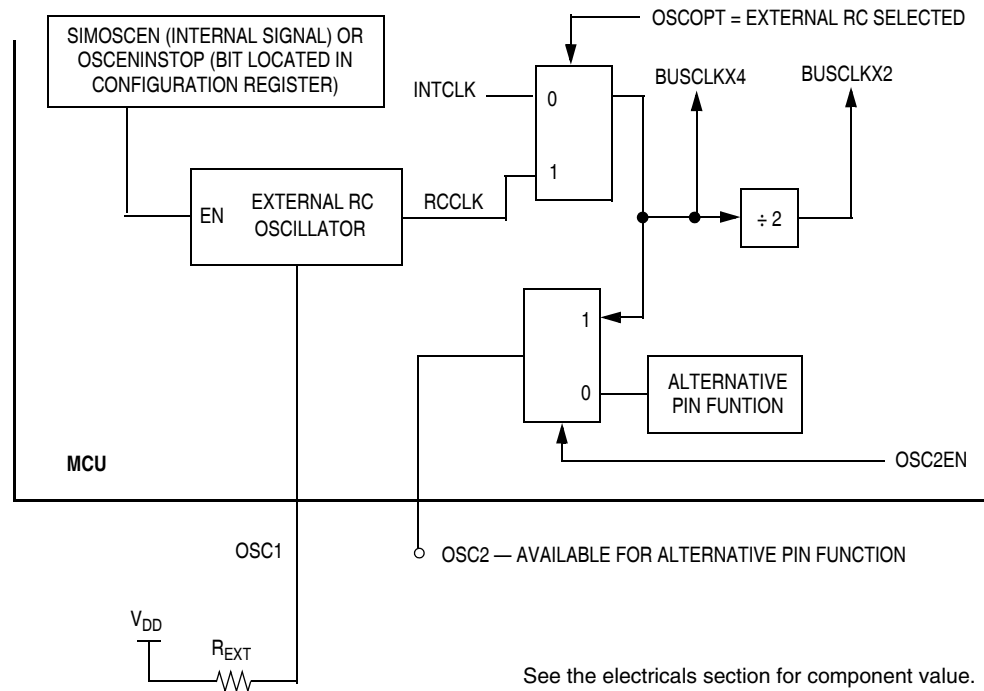 SIMOSCEN (INTERNAL SIGNAL) OR
OSCENINSTOP (BIT LOCATED IN
CONFIGURATION REGISTER)
OSCOPT = EXTERNAL RC SELECTED
INTCLK
0
1
BUSCLKX4
BUSCLKX2
EN
EXTERNAL RC
OSCILLATOR
RCCLK
÷ 2
1
0
ALTERNATIVE
PIN FUNTION
MCU
OSC2EN
OSC1
OSC2 — AVAILABLE FOR ALTERNATIVE PIN FUNCTION
VDD
REXT
See the electricals section for component value.